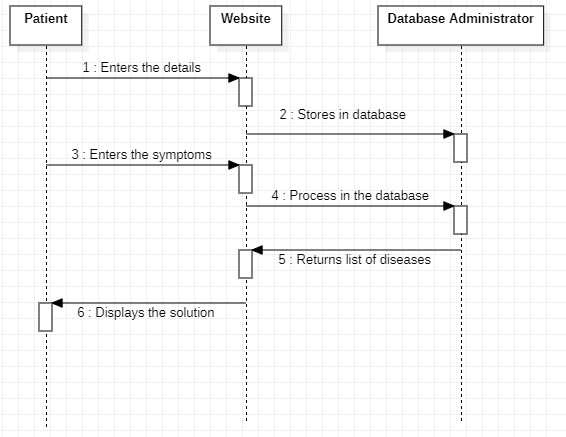 Patient
Website
Database Administrator
1 : Enters the details
2 : Stores in database
3 : Enters the symptoms
4 : Process in the database
5 : Returns list of diseases
6 : Displays the solution